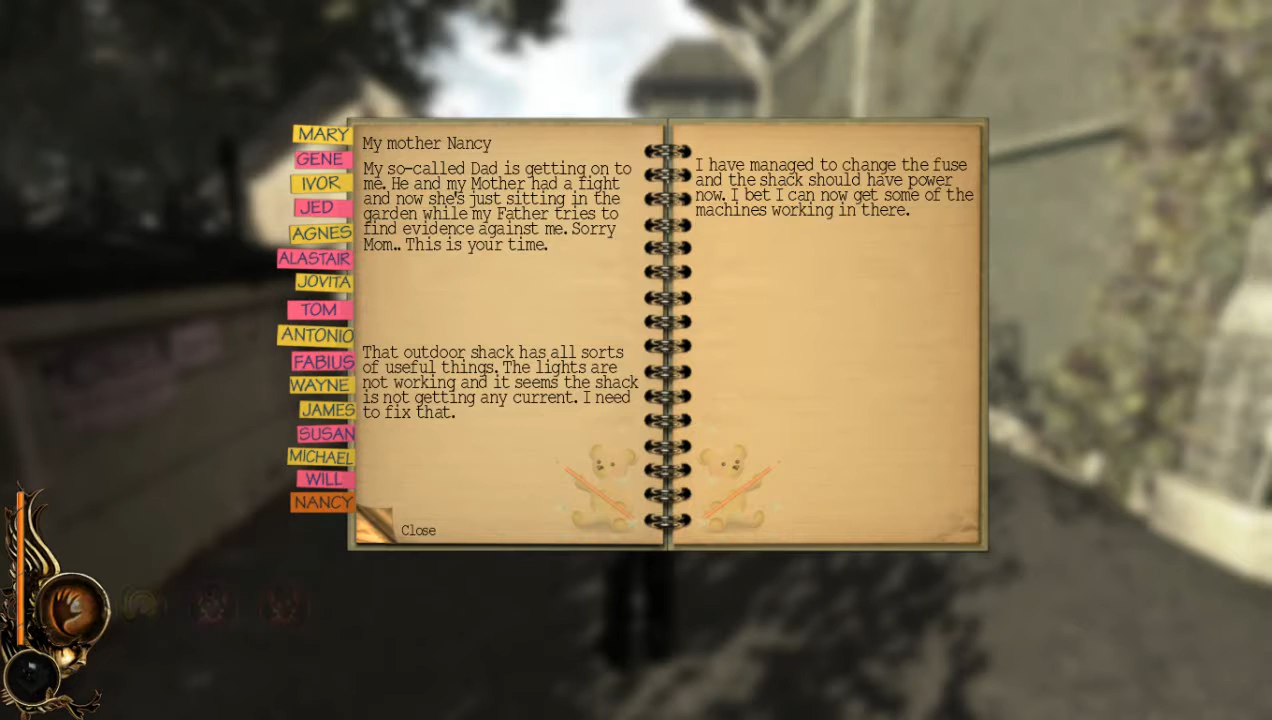 MARY
GENE
IVOR
JED
AGNES
ALASTAIR
JOVITA
TOM
ANTONIO
FABIUS
WAYNE
JAMES
SUSAN
MICHAEL
WILL
NANCY
My mother Nancy
My so-called Dad is getting on to
me. He and my Mother had a fight
and now she's just sitting in the
garden while my Father tries to
find evidence against me. Sorry
Mom.. This is your time.
That outdoor shack has all sorts
of useful things. The lights are
not working and it seems the shack
is not getting any current. I need
to fix that.
Close
I have managed to change the fuse
and the shack should have power
now. I bet I can now get some of the
machines working in there.